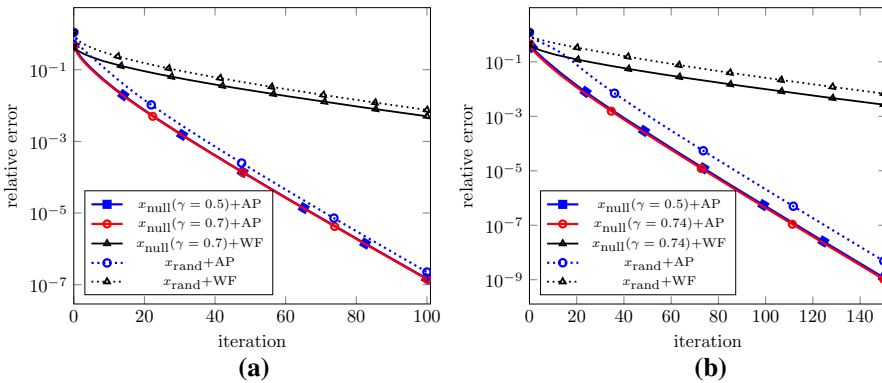 relative error
10^−1
10^−3
10^−5
10^−7
x_null(γ = 0.5)+AP
x_null(γ = 0.7)+AP
x_null(γ = 0.7)+WF
x_rand+AP
x_rand+WF
0 20 40 60 80 100
iteration
(a)
relative error
10^−1
10^−3
10^−5
10^−7
10^−9
x_null(γ = 0.5)+AP
x_null(γ = 0.74)+AP
x_null(γ = 0.74)+WF
x_rand+AP
x_rand+WF
0 20 40 60 80 100 120 140
iteration
(b)